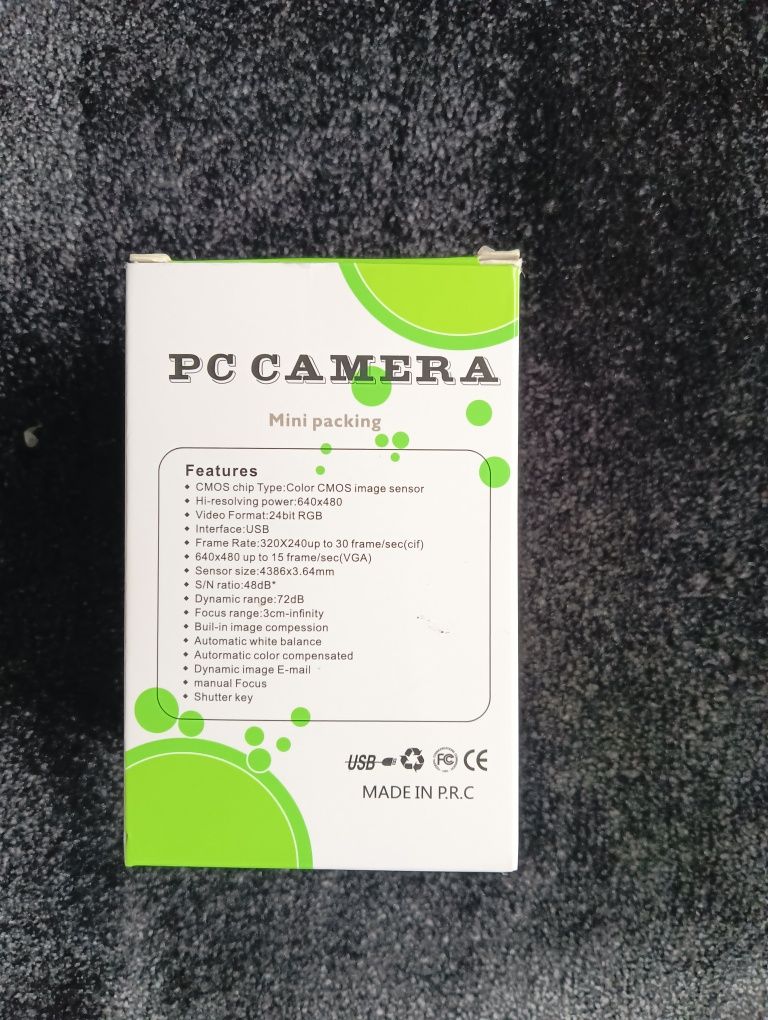 PC CAMERA
Mini packing
Features
CMOS chip Type:Color CMOS image sensor
Hi-resolving power:640x480
Video Format:24bit RGB
Interface:USB
Frame Rate:320X240up to 30 frame/sec(cif)
640x480 up to 15 frame/sec(VGA)
Sensor size:4386x3.64mm
S/N ratio:48dB*
Dynamic range:72dB
Focus range:3cm-infinity
Buil-in image compession
Automatic white balance
Autormatic color compensated
Dynamic image E-mail
manual Focus
Shutter key
USB FC CE
MADE IN P.R.C